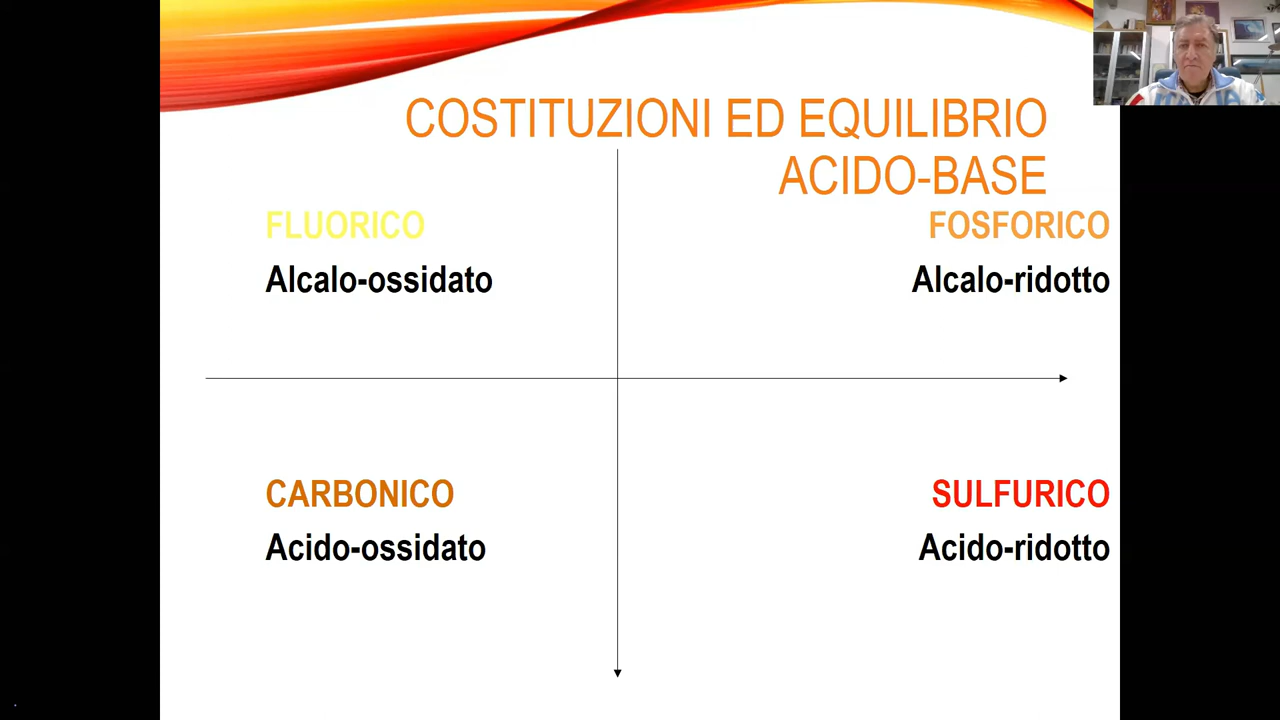 COSTITUZIONI ED EQUILIBRIO
ACIDO-BASE
FLUORICO
Alcalo-ossidato
FOSFORICO
Alcalo-ridotto
CARBONICO
Acido-ossidato
SULFURICO
Acido-ridotto